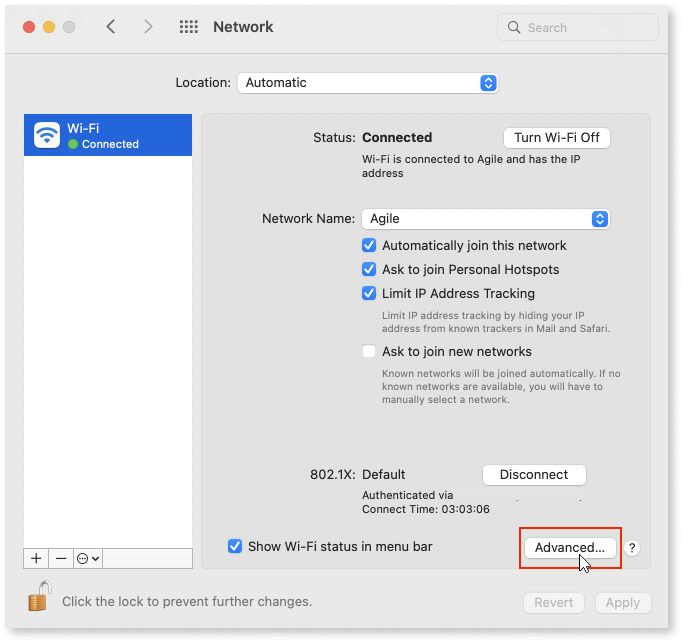 Network
Search
Location: Automatic
Wi-Fi
Connected
Status: Connected
Turn Wi-Fi Off
Wi-Fi is connected to Agile and has the IP
address
Network Name: Agile
Automatically join this network
Ask to join Personal Hotspots
Limit IP Address Tracking
Limit IP address tracking by hiding your IP
address from known trackers in Mail and Safari.
Ask to join new networks
Known networks will be joined automatically. If no
known networks are available, you will have to
manually select a network.
802.1X: Default
Disconnect
Authenticated via
Connect Time: 03:03:06
Show Wi-Fi status in menu bar
Advanced...
?
Click the lock to prevent further changes.
Revert
Apply